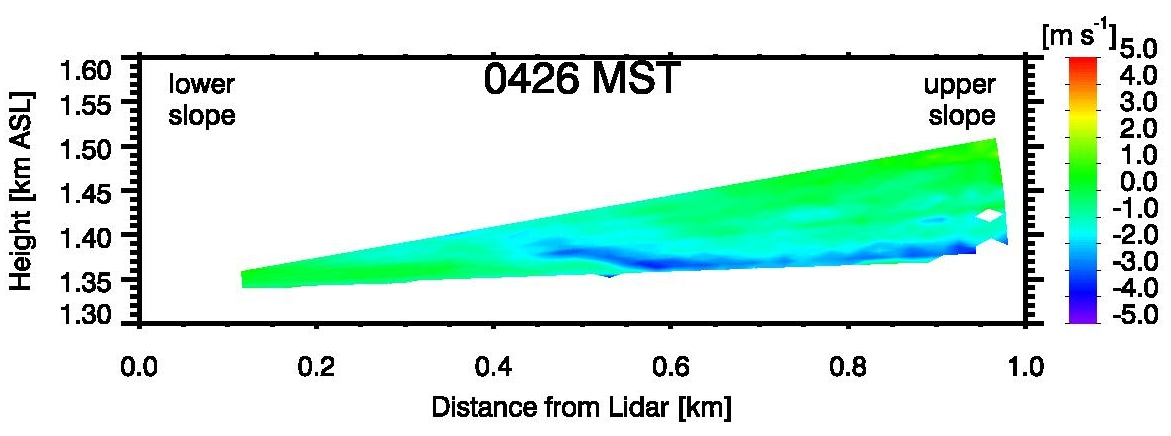 [m s-1]
0426 MST
lower
slope
upper
slope
Height [km ASL]
1.60
1.55
1.50
1.45
1.40
1.35
1.30
0.0 0.2 0.4 0.6 0.8 1.0
Distance from Lidar [km]
5.0
4.0
3.0
2.0
1.0
0.0
-1.0
-2.0
-3.0
-4.0
-5.0